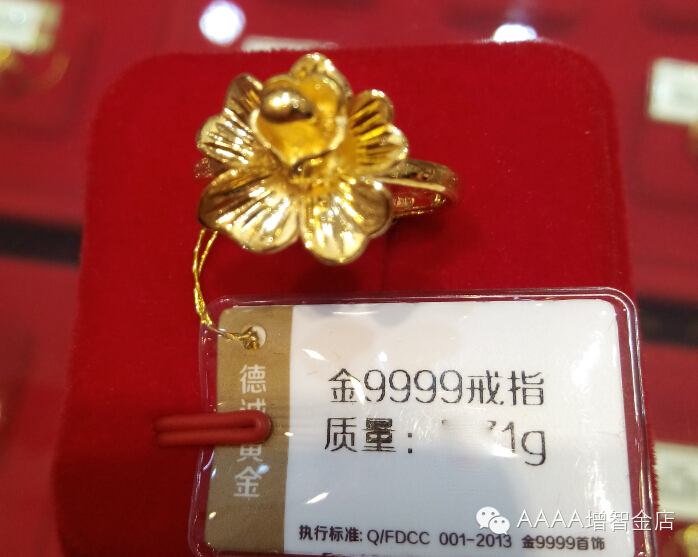 德诚黄金
金9999戒指
质量: 1g
执行标准: Q/FDCC 001-2013 金9999首饰
AAAA增智金店